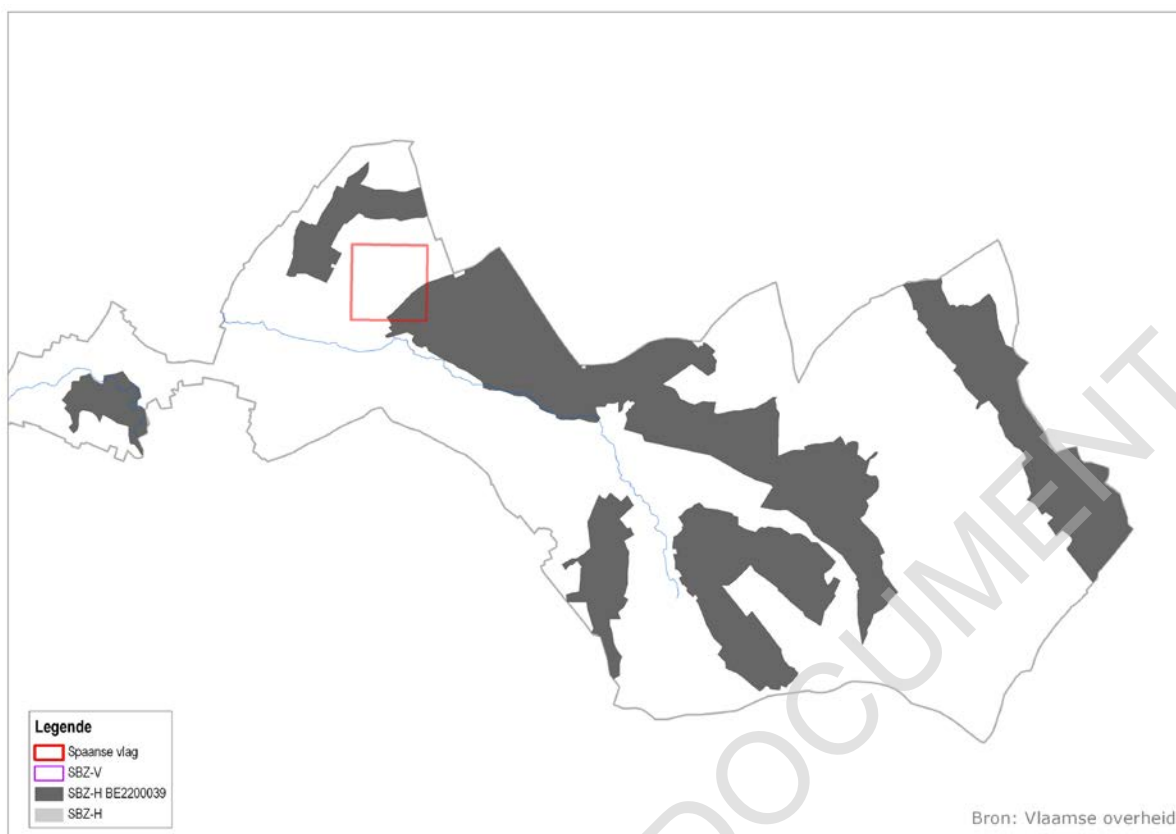 Legende
Spaanse vlag
SBZ-V
SBZ-H BE2200039
SBZ-H
Bron: Vlaamse overheid
DOCUMENT